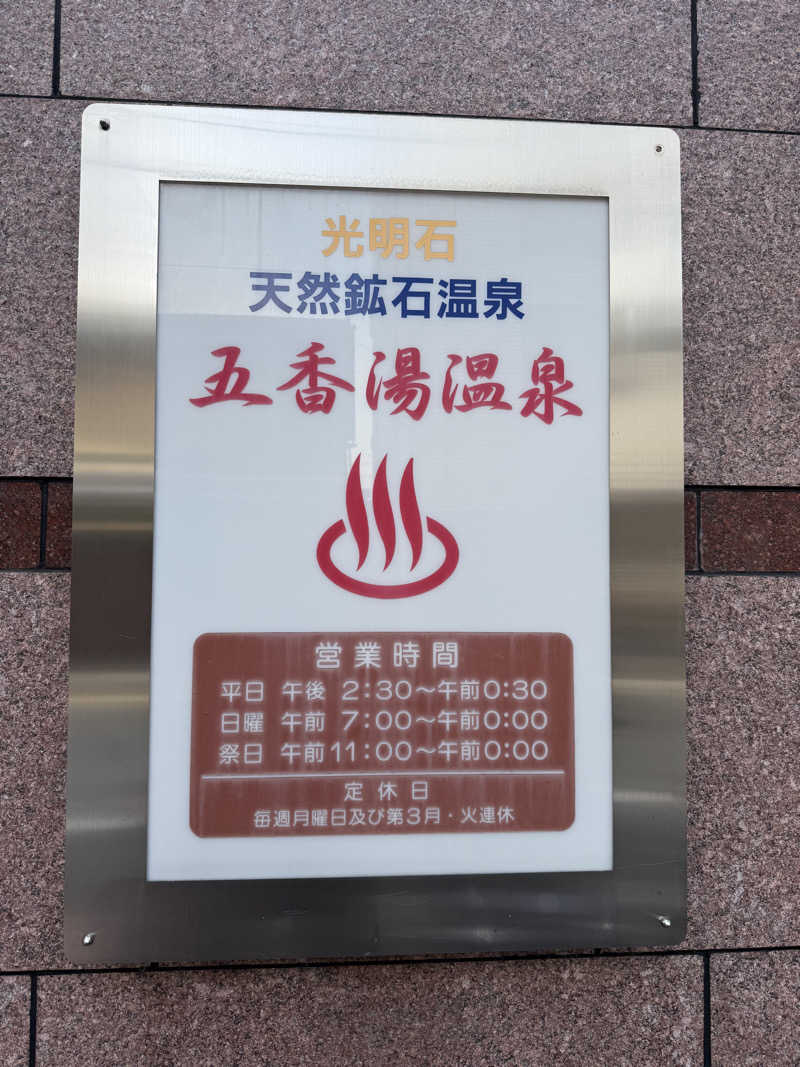 光明石
天然鉱石温泉
五香湯温泉
営業時間
平日 午後 2:30～午前0:30
日曜 午前 7:00～午前0:00
祭日 午前11:00～午前0:00
定休日
毎週月曜日及び第3月・火連休